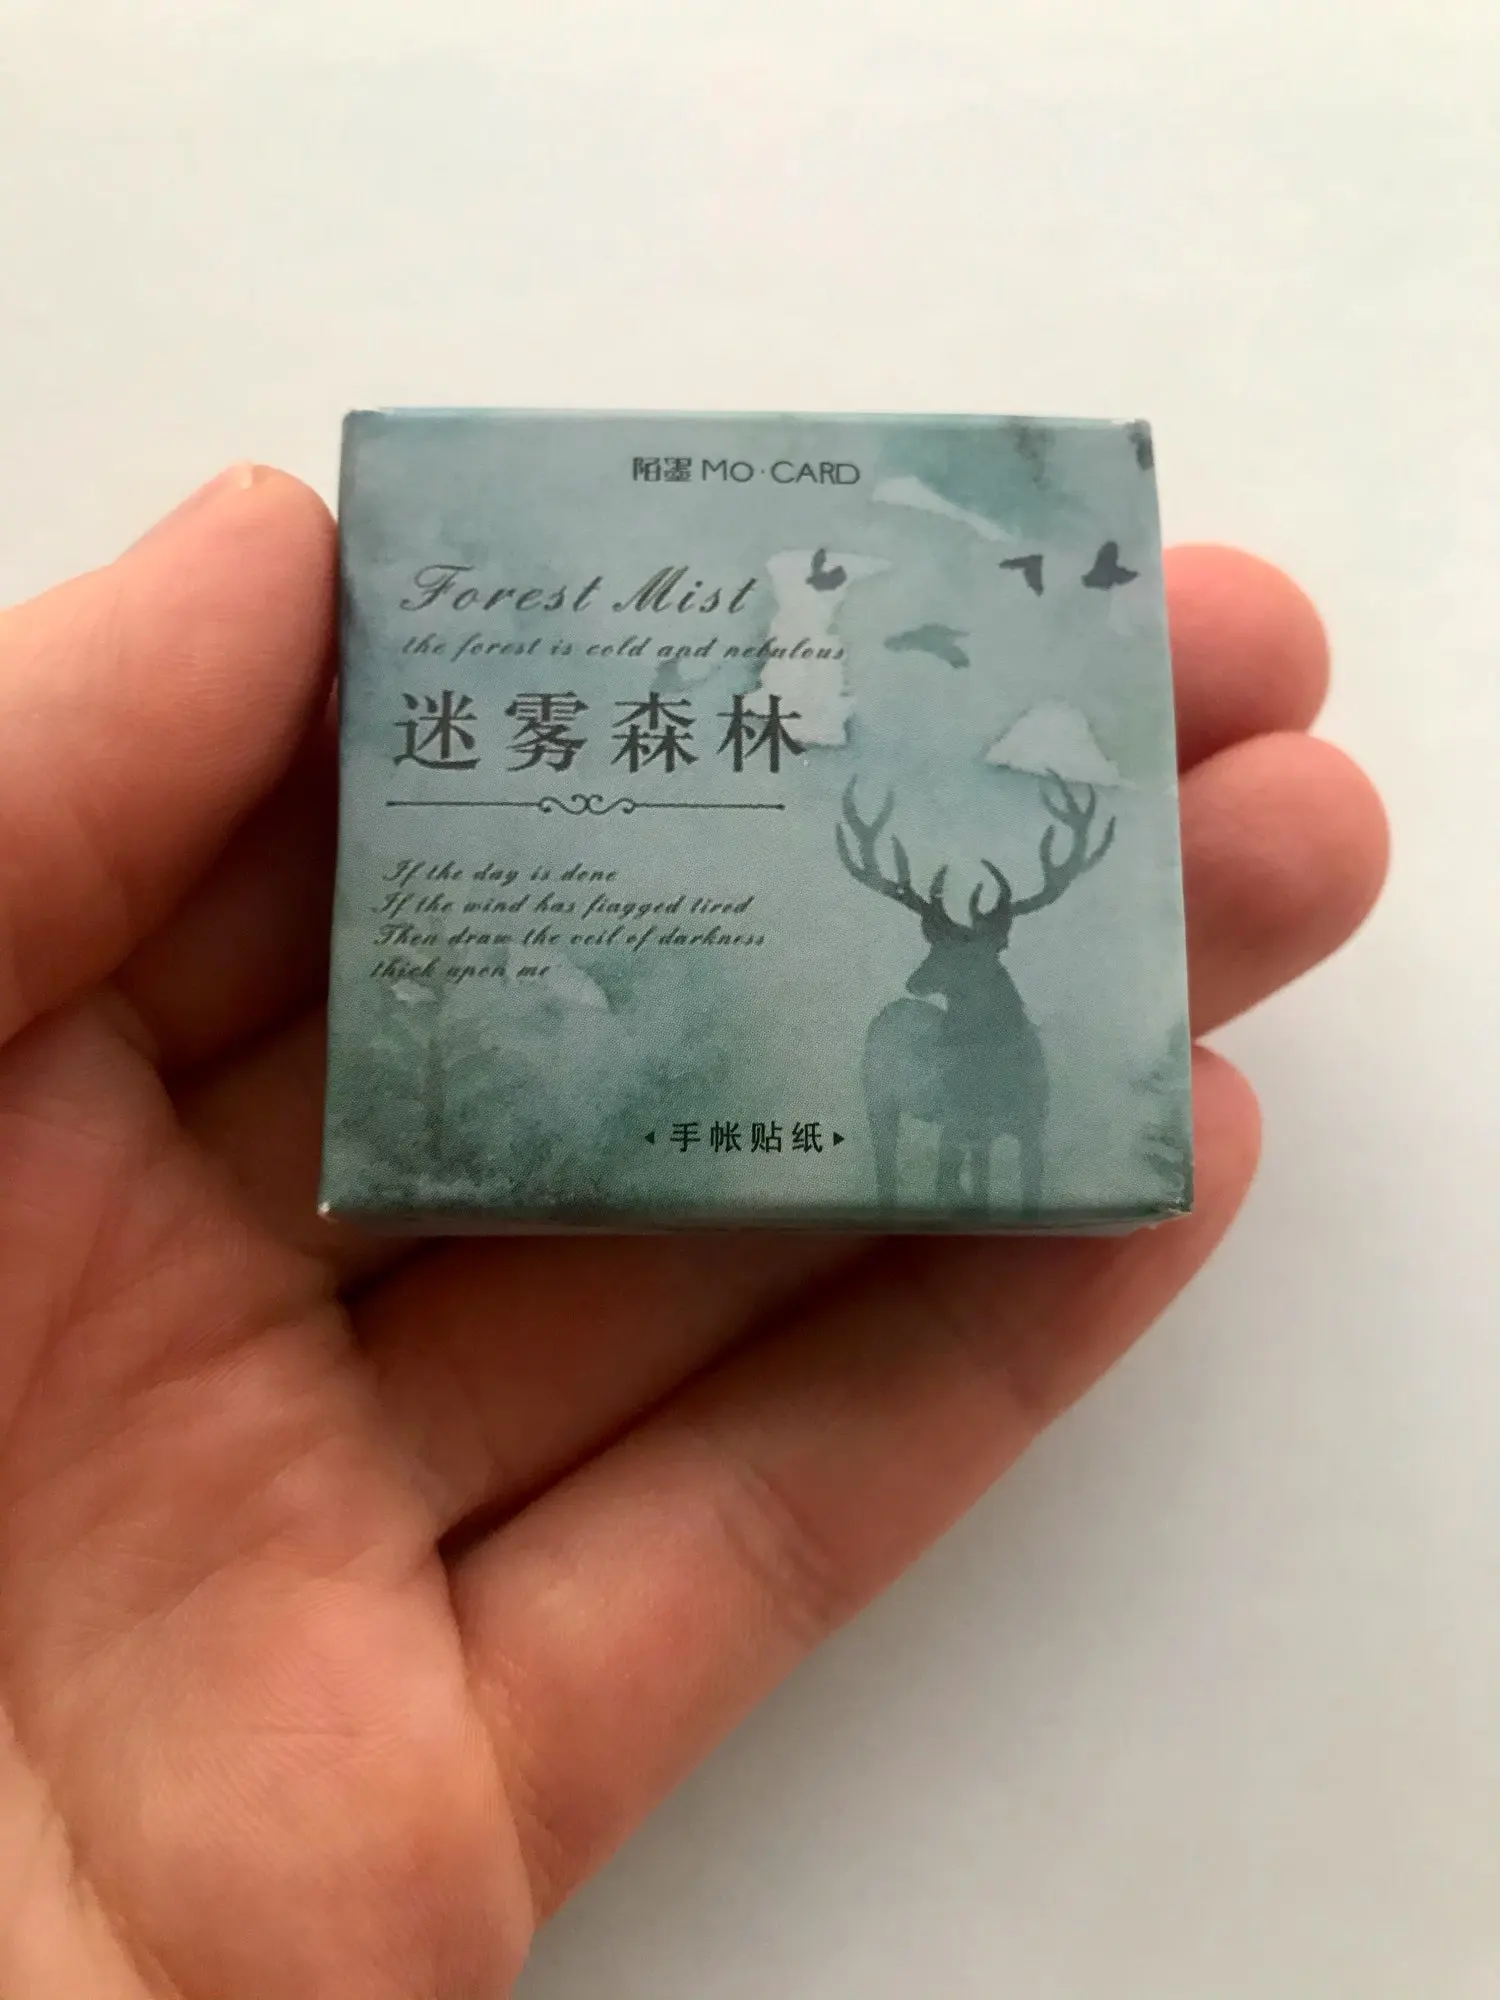 陌墨 MO·CARD
Forest Mist
the forest is cold and nebulous
迷雾森林
If the day is done
If the wind has fiagged tired
Then draw the veil of darkness
thick upon me
手帐贴纸